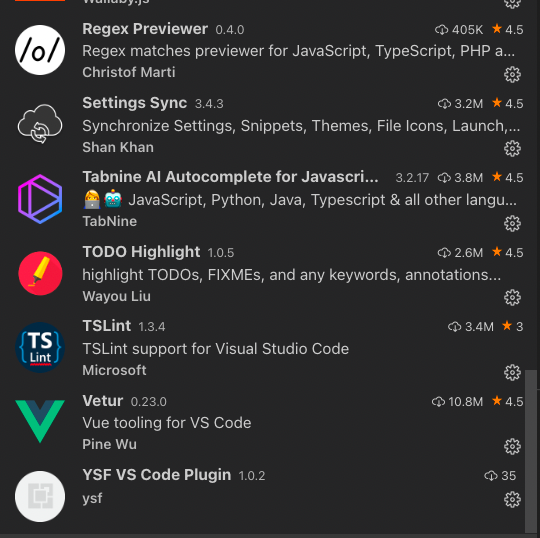 Wallaby.js
/o/
Regex Previewer 0.4.0 405K 4.5
Regex matches previewer for JavaScript, TypeScript, PHP a...
Christof Marti
Settings Sync 3.4.3 3.2M 4.5
Synchronize Settings, Snippets, Themes, File Icons, Launch,...
Shan Khan
Tabnine AI Autocomplete for Javascri... 3.2.17 3.8M 4.5
JavaScript, Python, Java, Typescript & all other langu...
TabNine
TODO Highlight 1.0.5 2.6M 4.5
highlight TODOs, FIXMEs, and any keywords, annotations...
Wayou Liu
TS
Lint
TSLint 1.3.4 3.4M 3
TSLint support for Visual Studio Code
Microsoft
Vetur 0.23.0 10.8M 4.5
Vue tooling for VS Code
Pine Wu
YSF VS Code Plugin 1.0.2 35
ysf